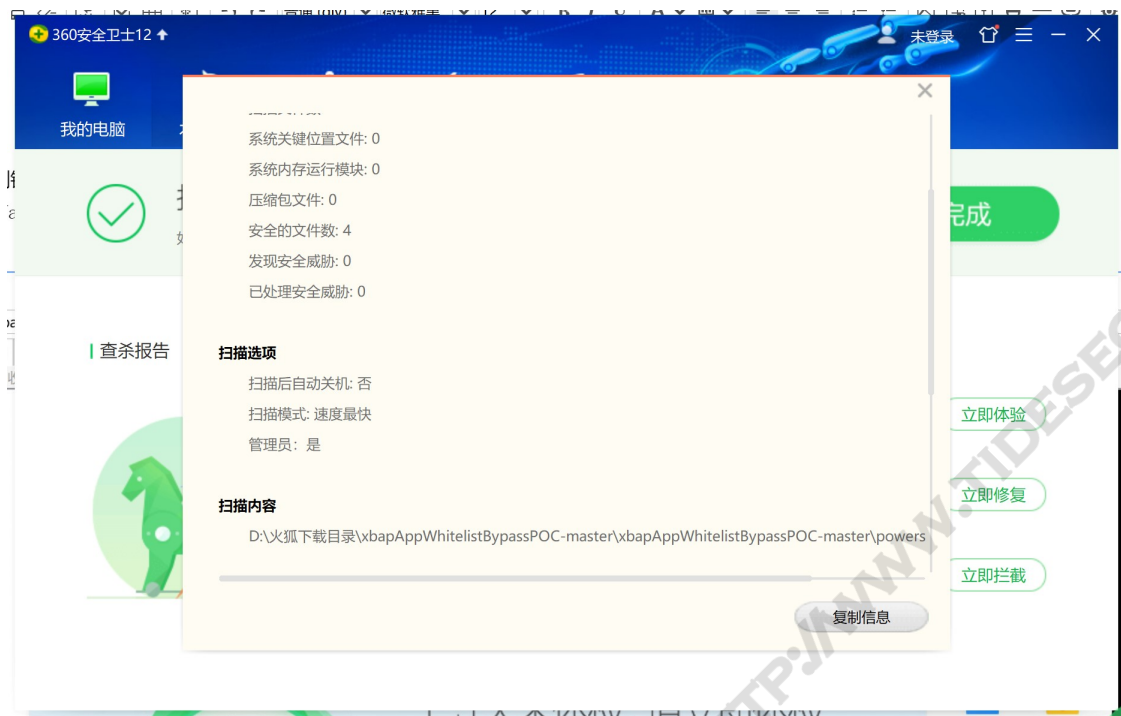 360安全卫士12
未登录
我的电脑
完成
系统关键位置文件: 0
系统内存运行模块: 0
压缩包文件: 0
安全的文件数: 4
发现安全威胁: 0
已处理安全威胁: 0
查杀报告
扫描选项
扫描后自动关机: 否
扫描模式: 速度最快
管理员：是
立即体验
立即修复
扫描内容
D:\火狐下载目录\xbapAppWhitelistBypassPOC-master\xbapAppWhitelistBypassPOC-master\powers
立即拦截
复制信息
TP://WWW.TIDESEC